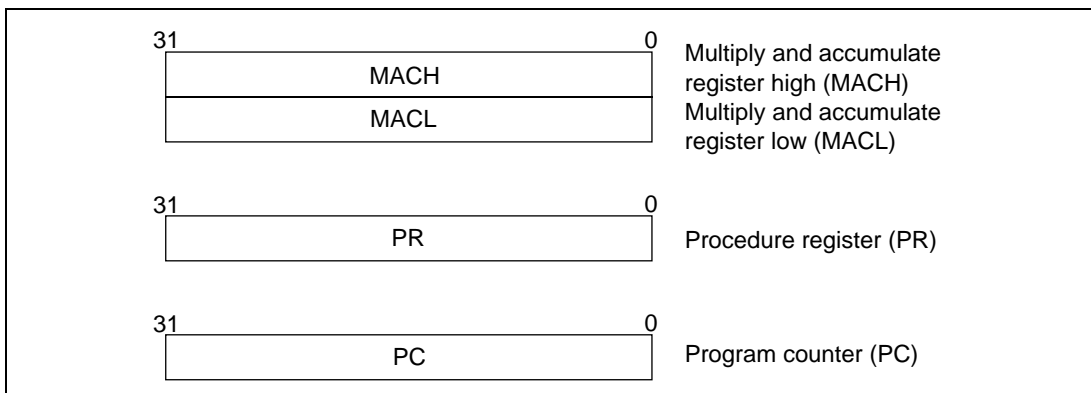 31 0
MACH
Multiply and accumulate
register high (MACH)
MACL
Multiply and accumulate
register low (MACL)
31 0
PR
Procedure register (PR)
31 0
PC
Program counter (PC)